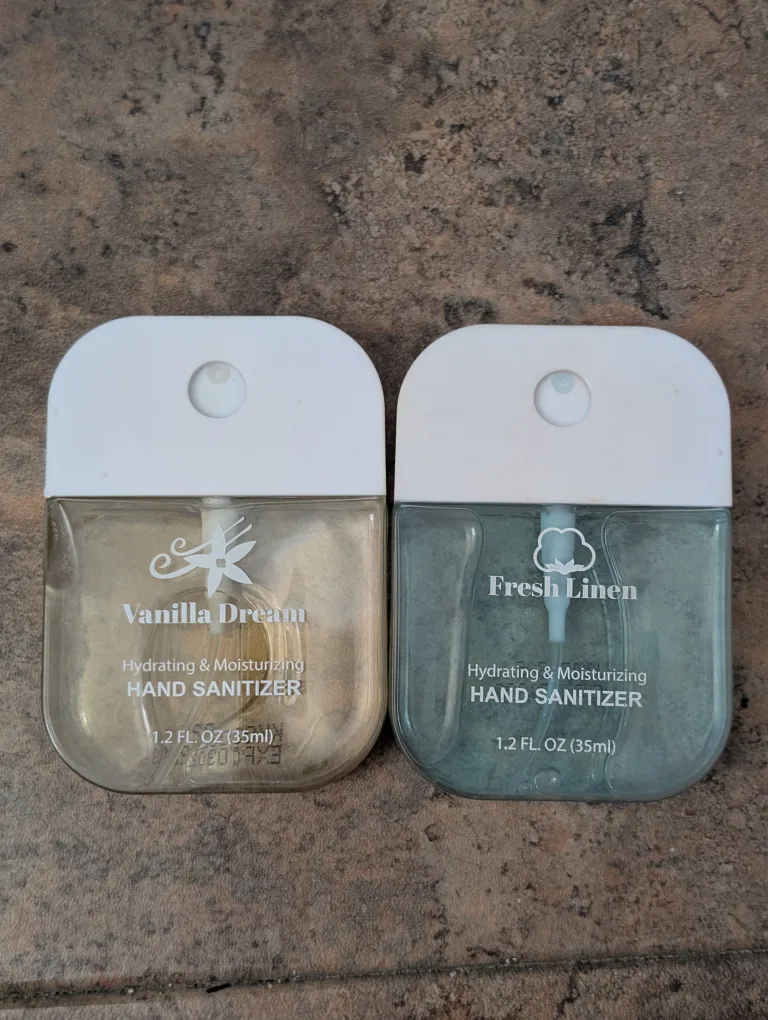 Vanilla Dream
Hydrating & Moisturizing
HAND SANITIZER
1.2 FL. OZ (35ml)
Fresh Linen
Hydrating & Moisturizing
HAND SANITIZER
1.2 FL. OZ (35ml)